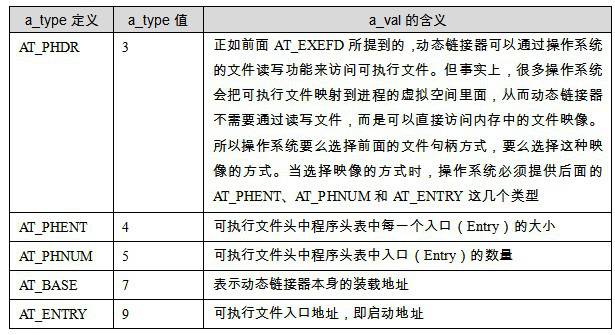 a_type 定义 a_type 值 a_val 的含义
AT_PHDR 3 正如前面 AT_EXEFD 所提到的，动态链接器可以通过操作系统
的文件读写功能来访问可执行文件。但事实上，很多操作系统
会把可执行文件映射到进程的虚拟空间里面，从而动态链接器
不需要通过读写文件，而是可以直接访问内存中的文件映像。
所以操作系统要么选择前面的文件句柄方式，要么选择这种映
像的方式。当选择映像的方式时，操作系统必须提供后面的
AT_PHENT、AT_PHNUM 和 AT_ENTRY 这几个类型
AT_PHENT 4 可执行文件头中程序头表中每一个入口（Entry）的大小
AT_PHNUM 5 可执行文件头中程序头表中入口（Entry）的数量
AT_BASE 7 表示动态链接器本身的装载地址
AT_ENTRY 9 可执行文件入口地址，即启动地址